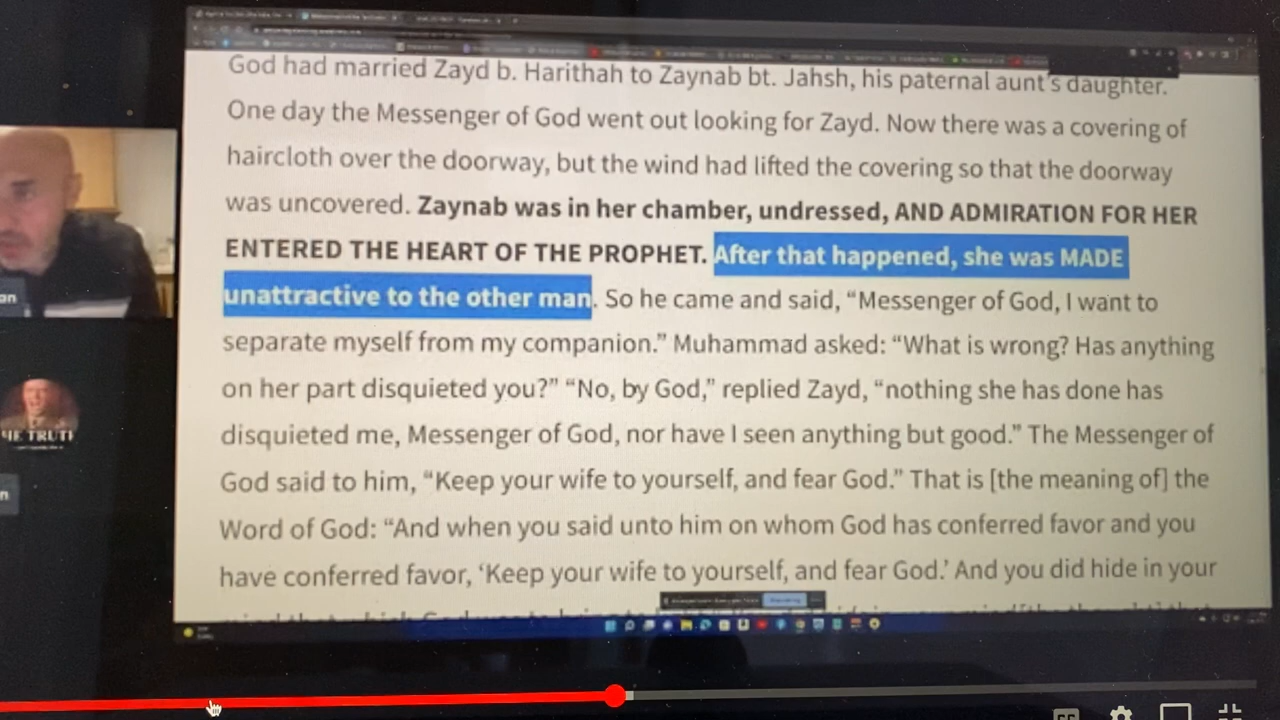 God had married Zayd b. Harithah to Zaynab bt. Jahsh, his paternal aunt's daughter.
One day the Messenger of God went out looking for Zayd. Now there was a covering of
haircloth over the doorway, but the wind had lifted the covering so that the doorway
was uncovered. Zaynab was in her chamber, undressed, AND ADMIRATION FOR HER
ENTERED THE HEART OF THE PROPHET. After that happened, she was MADE
unattractive to the other man. So he came and said, “Messenger of God, I want to
separate myself from my companion.” Muhammad asked: “What is wrong? Has anything
on her part disquieted you?” “No, by God,” replied Zayd, “nothing she has done has
disquieted me, Messenger of God, nor have I seen anything but good.” The Messenger of
God said to him, “Keep your wife to yourself, and fear God.” That is [the meaning of] the
Word of God: “And when you said unto him on whom God has conferred favor and you
have conferred favor, ‘Keep your wife to yourself, and fear God.’ And you did hide in your
on
HE TRUTH
n
CC